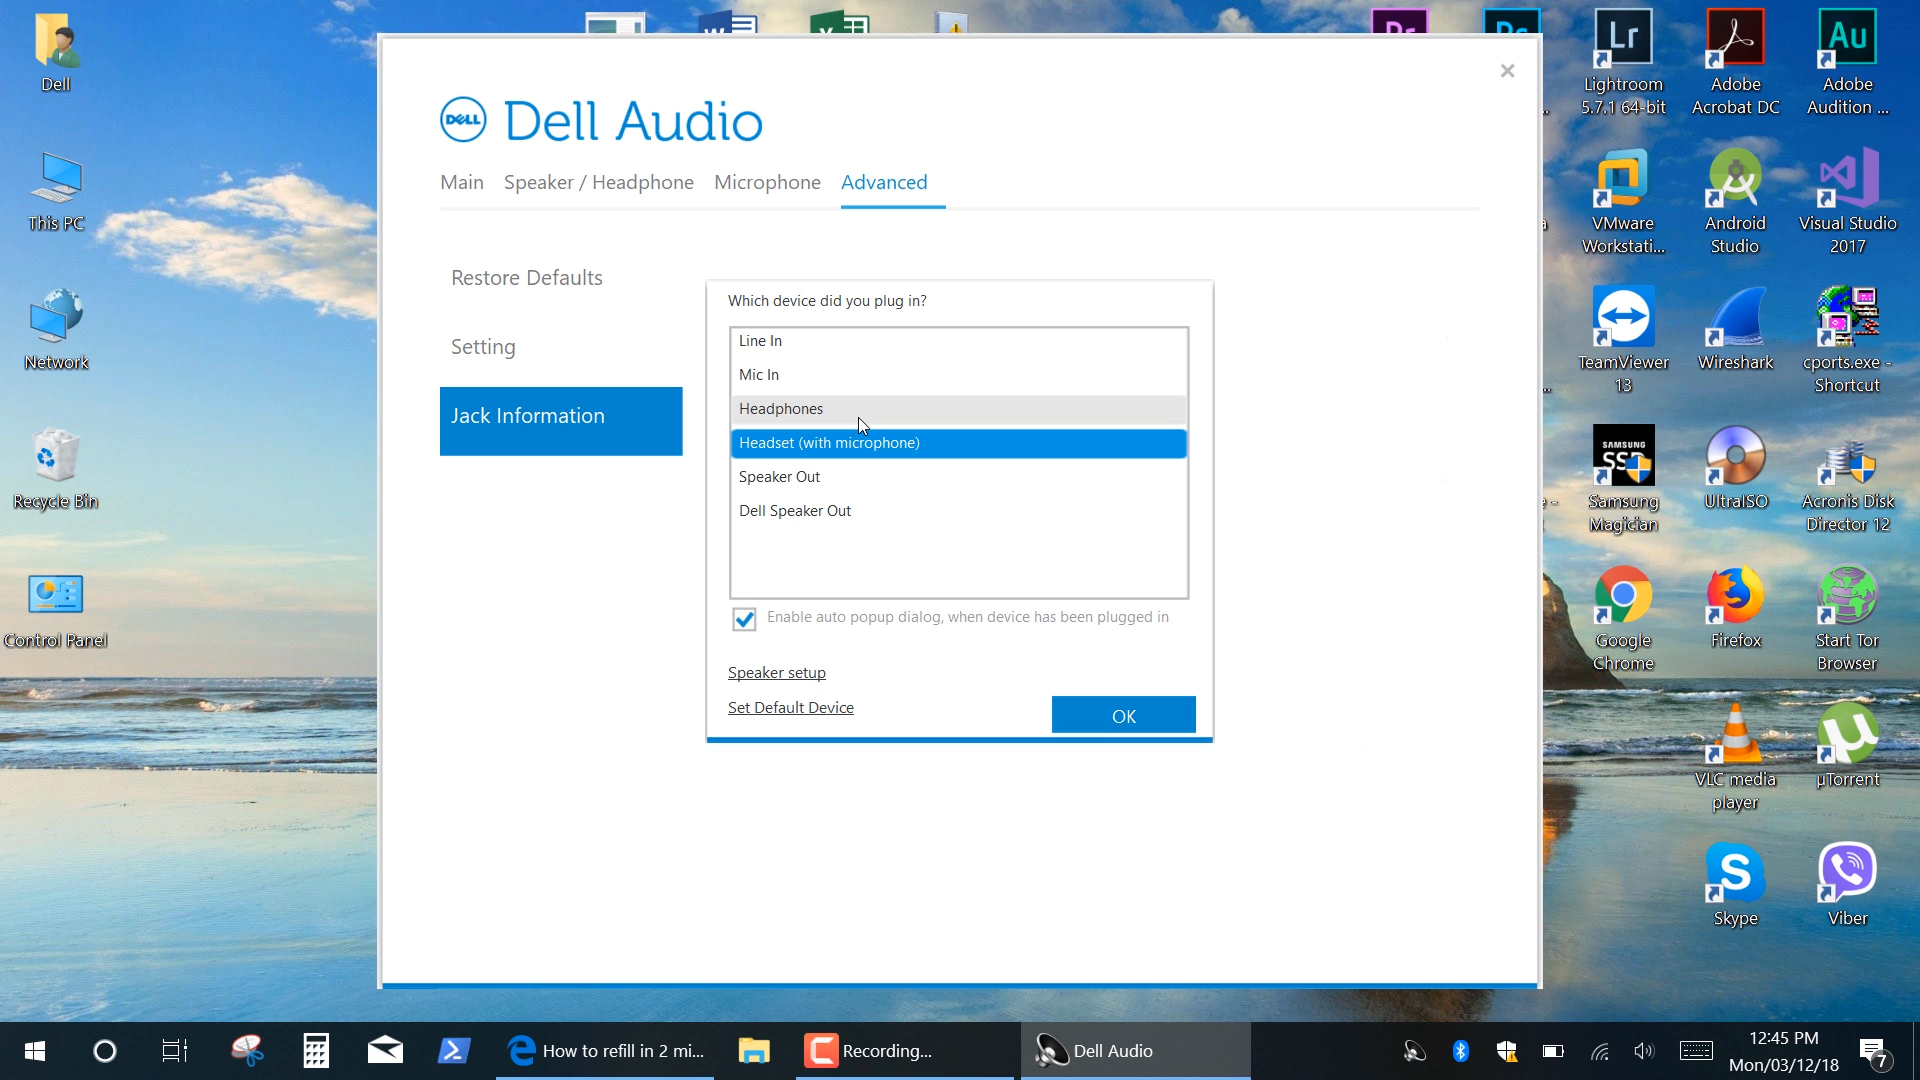 Dell
This PC
Network
Recycle Bin
Control Panel
DELL
Dell Audio
Main
Speaker / Headphone
Microphone
Advanced
Restore Defaults
Setting
Jack Information
Which device did you plug in?
Line In
Mic In
Headphones
Headset (with microphone)
Speaker Out
Dell Speaker Out
Enable auto popup dialog, when device has been plugged in
Speaker setup
Set Default Device
OK
Lr
Au
Lightroom
5.7.1 64-bit
Adobe
Acrobat DC
Adobe
Audition ...
VMware
Workstati...
Android
Studio
Visual Studio
2017
TeamViewer
13
Wireshark
cports.exe -
Shortcut
SAMSUNG
SSD
Samsung
Magician
UltraISO
Acronis Disk
Director 12
Google
Chrome
Firefox
Start Tor
Browser
VLC media
player
µTorrent
Skype
Viber
How to refill in 2 mi...
Recording...
Dell Audio
12:45 PM
Mon/03/12/18
7